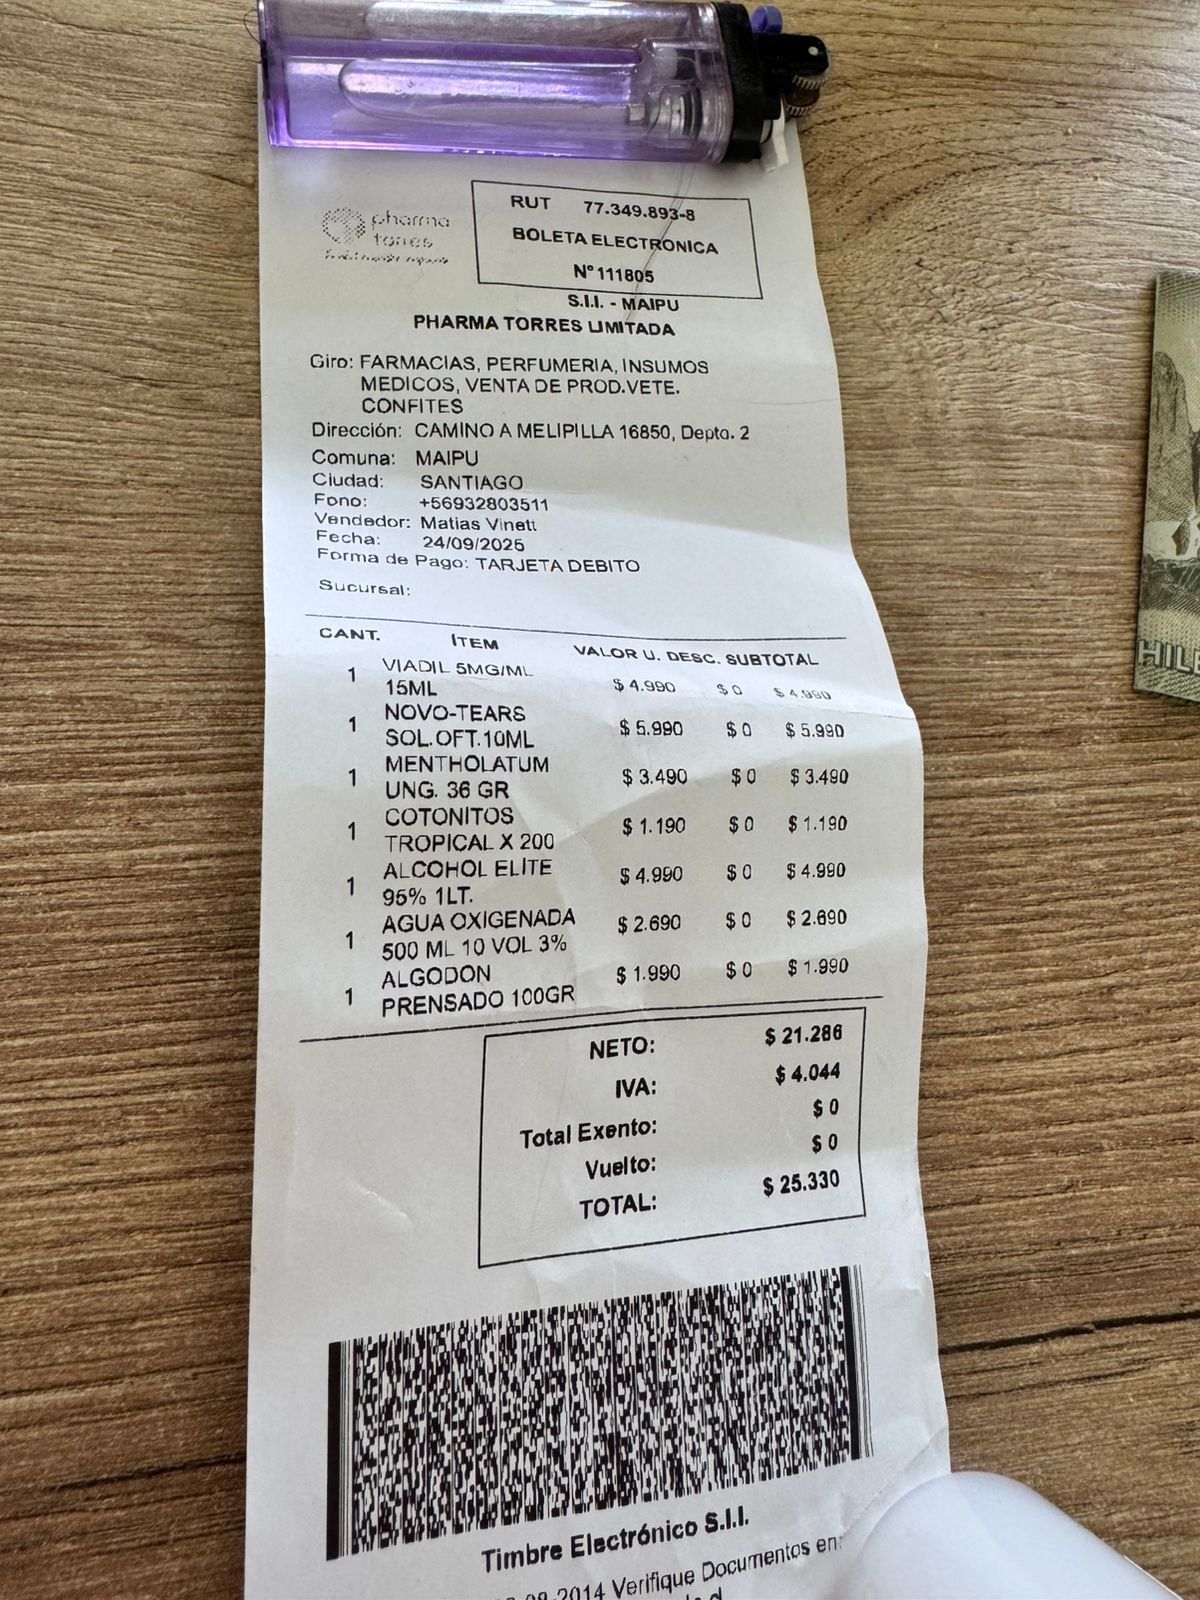 pharma
torres
RUT 77.349.893-8
BOLETA ELECTRONICA
N° 111805
S.I.I. - MAIPU
PHARMA TORRES LIMITADA
Giro: FARMACIAS, PERFUMERIA, INSUMOS
MEDICOS, VENTA DE PROD.VETE.
CONFITES
Dirección: CAMINO A MELIPILLA 16850, Depto. 2
Comuna: MAIPU
Ciudad: SANTIAGO
Fono: +56932803511
Vendedor: Matias Vinett
Fecha: 24/09/2025
Forma de Pago: TARJETA DEBITO
Sucursal:
CANT. ITEM VALOR U. DESC. SUBTOTAL
1 VIADIL 5MG/ML
15ML $ 4.990 $ 0 $ 4.990
1 NOVO-TEARS
SOL.OFT.10ML $ 5.990 $ 0 $ 5.990
1 MENTHOLATUM
UNG. 36 GR $ 3.490 $ 0 $ 3.490
1 COTONITOS
TROPICAL X 200 $ 1.190 $ 0 $ 1.190
1 ALCOHOL ELITE
95% 1LT. $ 4.990 $ 0 $ 4.990
1 AGUA OXIGENADA
500 ML 10 VOL 3% $ 2.690 $ 0 $ 2.690
1 ALGODON
PRENSADO 100GR $ 1.990 $ 0 $ 1.990
NETO: $ 21.286
IVA: $ 4.044
Total Exento: $ 0
Vuelto: $ 0
TOTAL: $ 25.330
Timbre Electrónico S.I.I.
2014 Verifique Documentos en: